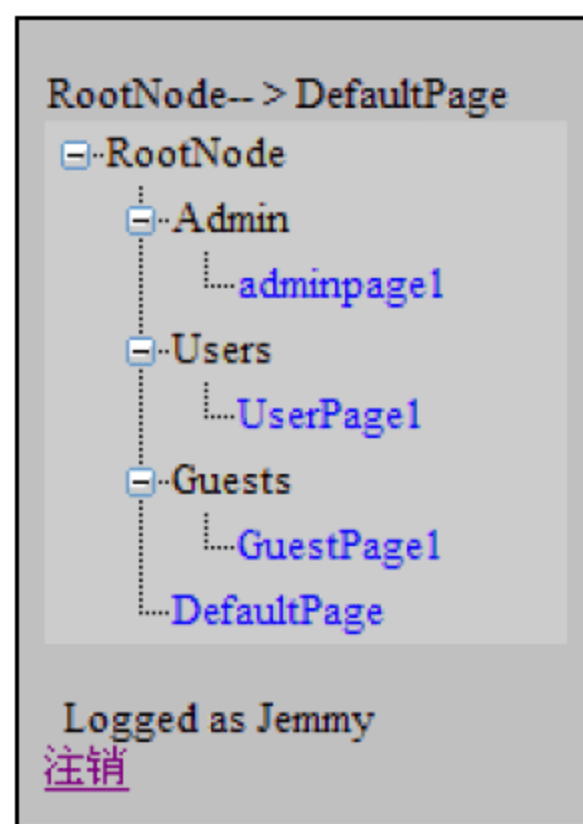 RootNode-- > DefaultPage
RootNode
Admin
adminpage1
Users
UserPage1
Guests
GuestPage1
DefaultPage
Logged as Jemmy
注销